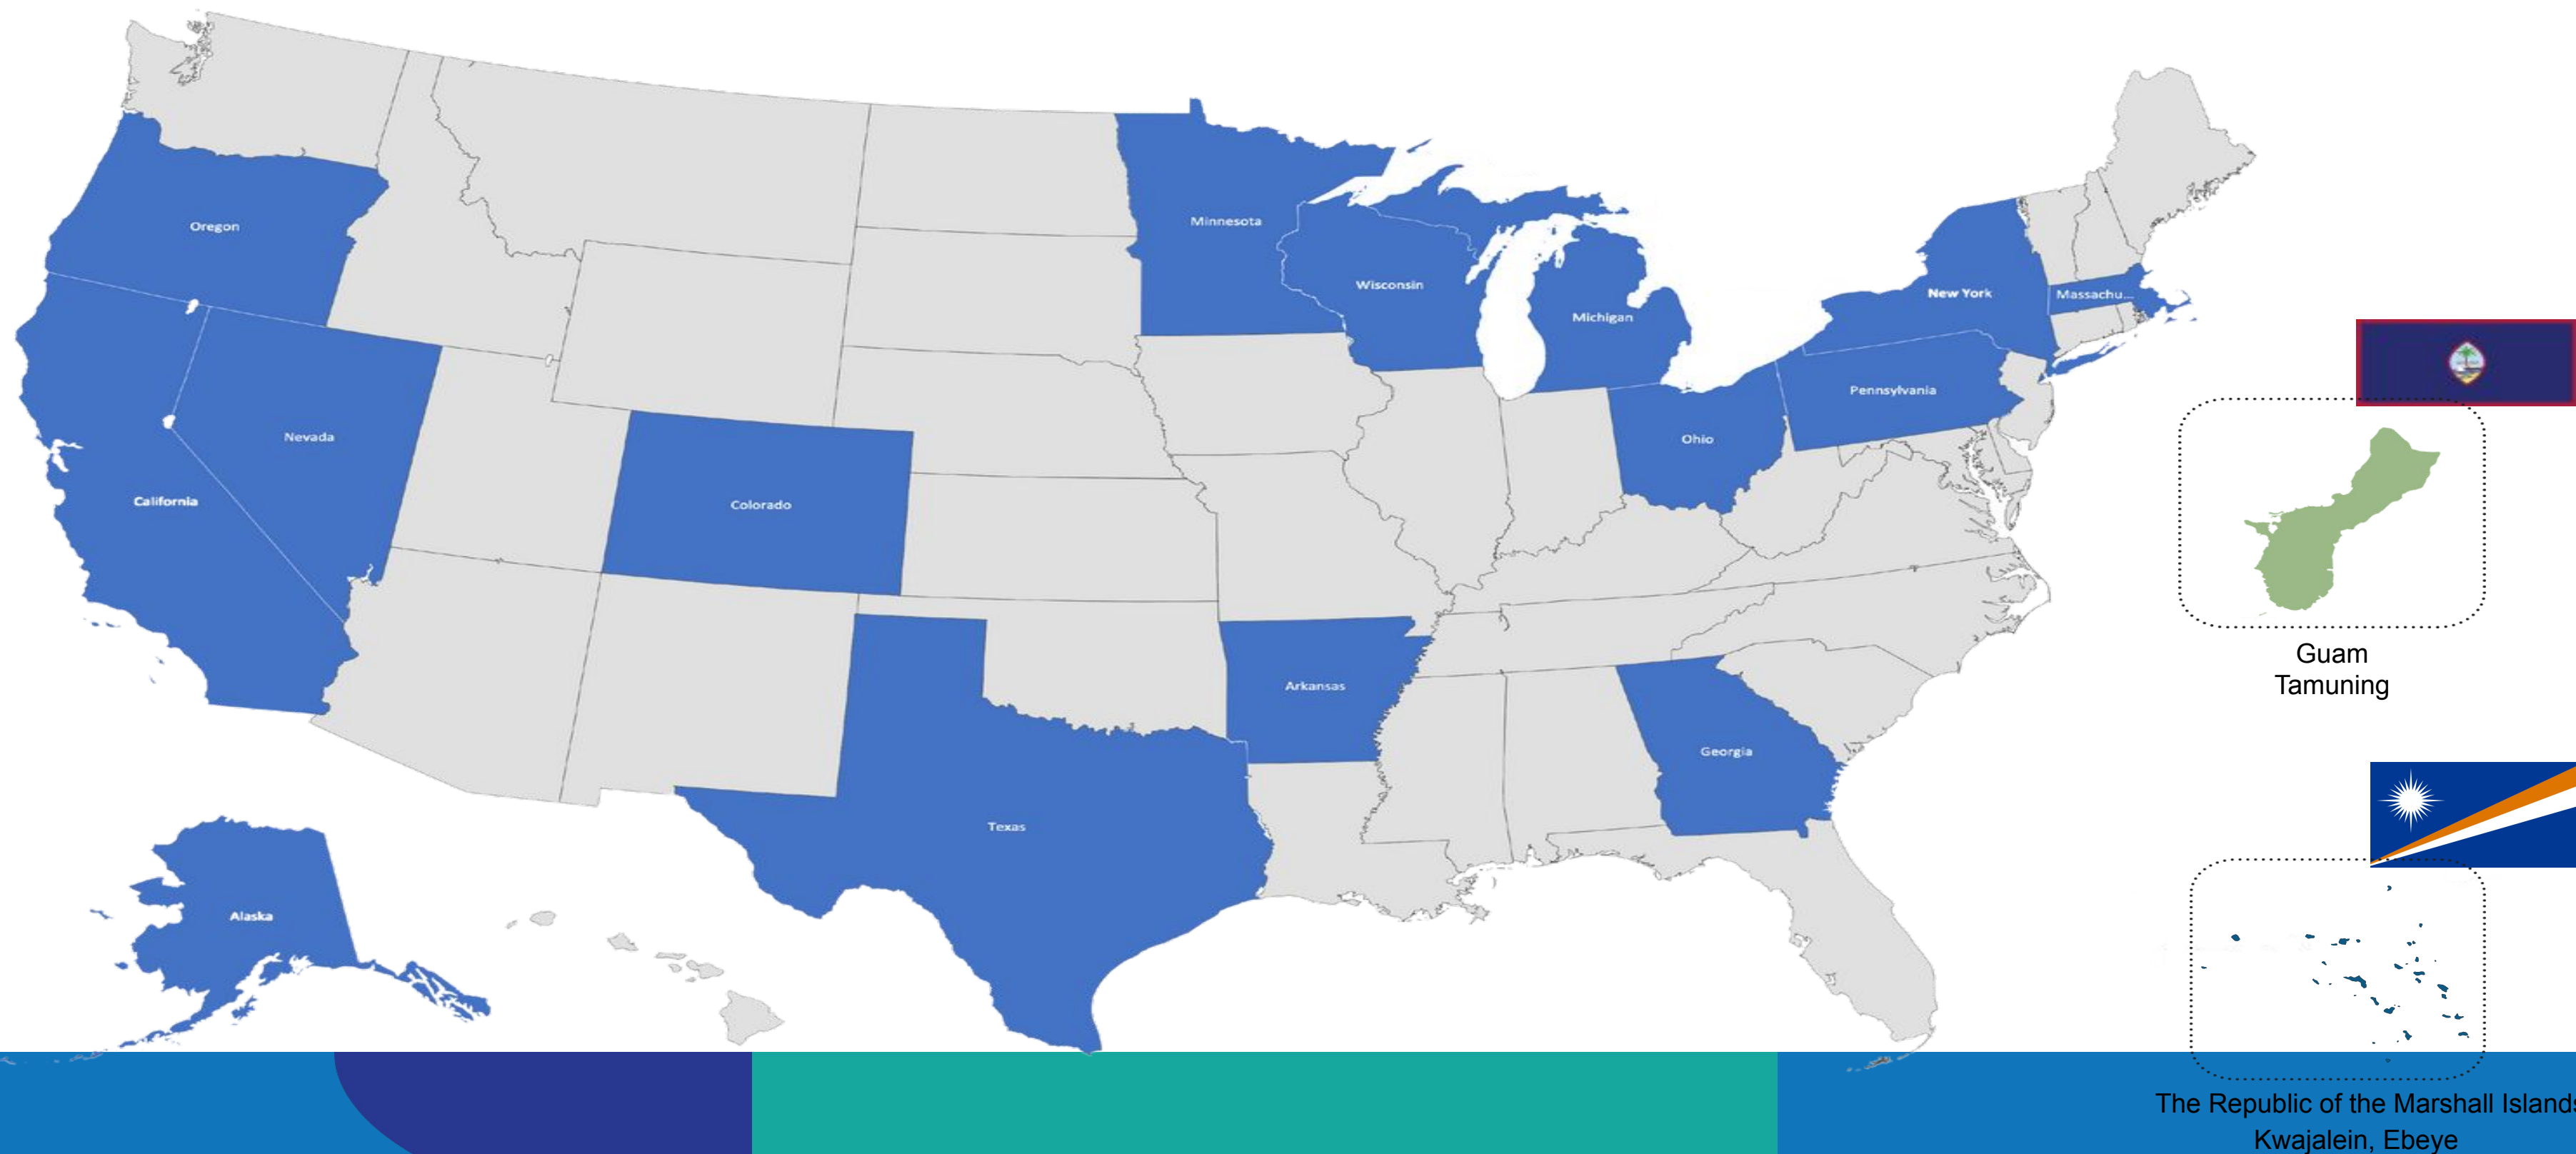 Oregon
Minnesota
Wisconsin
Michigan
New York
Massachu...
Pennsylvania
Ohio
Nevada
California
Colorado
Arkansas
Georgia
Texas
Alaska
Guam
Tamuning
The Republic of the Marshall Islands
Kwajalein, Ebeye